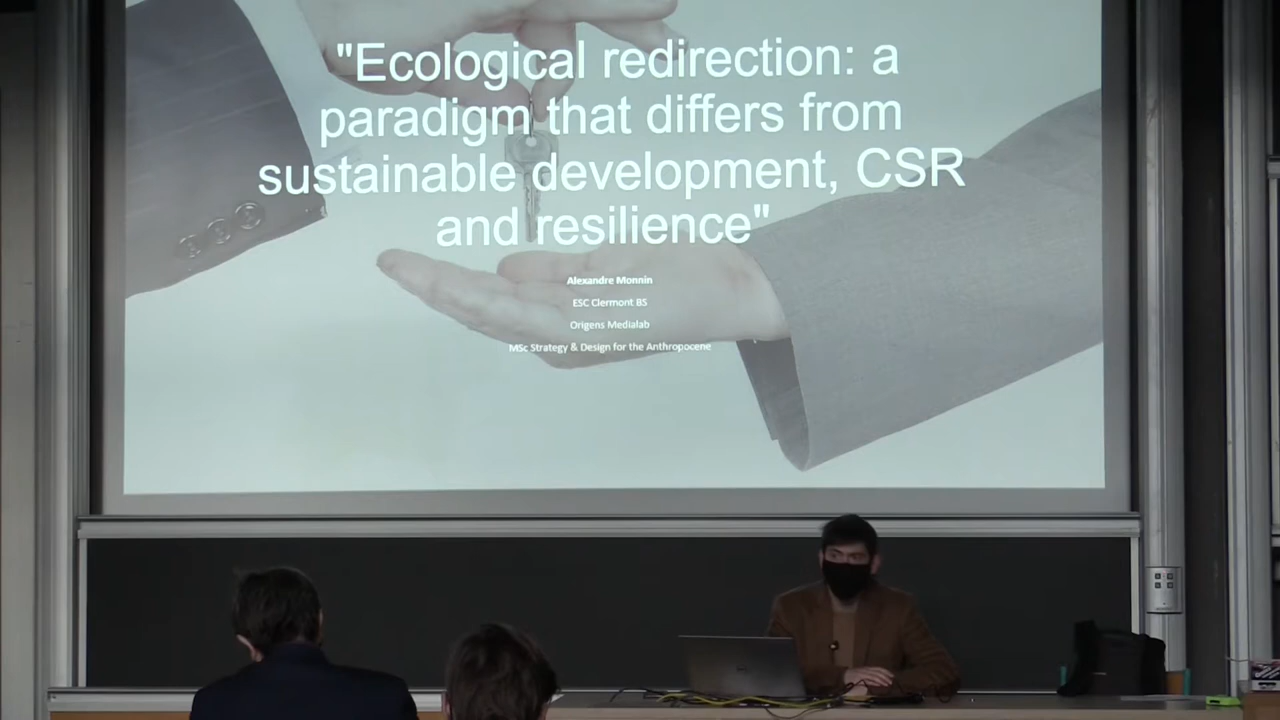 "Ecological redirection: a
paradigm that differs from
sustainable development, CSR
and resilience"
Alexandre Monnin
ESC Clermont BS
Origens Medialab
MSc Strategy & Design for the Anthropocene